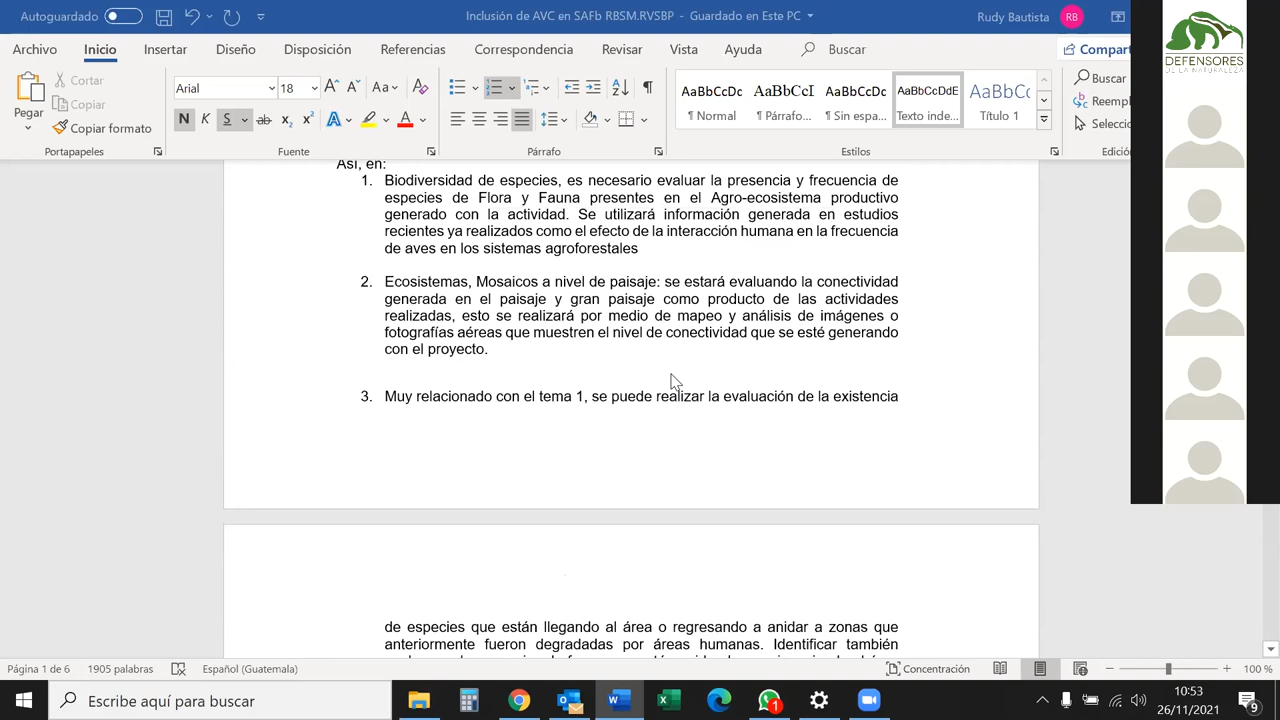 Autoguardado
Inclusión de AVC en SAFb RBSM.RVSBP - Guardado en Este PC
Rudy Bautista
RB
Archivo Inicio Insertar Diseño Disposición Referencias Correspondencia Revisar Vista Ayuda Buscar Compart
Pegar
Cortar
Copiar
Copiar formato
Portapapeles
Arial 18
Aa
N K S ab x₂ x²
A A
Fuente
Párrafo
AaBbCcDc AaBbCcI AaBbCcDc AaBbCcDdE AaBbCc
¶ Normal ¶ Párrafo... ¶ Sin espa... Texto inde... Título 1
Estilos
Buscar
Reempl
Selecci
Edició
DEFENSORES
DE LA NATURALEZA
Así, en:
1. Biodiversidad de especies, es necesario evaluar la presencia y frecuencia de
especies de Flora y Fauna presentes en el Agro-ecosistema productivo
generado con la actividad. Se utilizará información generada en estudios
recientes ya realizados como el efecto de la interacción humana en la frecuencia
de aves en los sistemas agroforestales
2. Ecosistemas, Mosaicos a nivel de paisaje: se estará evaluando la conectividad
generada en el paisaje y gran paisaje como producto de las actividades
realizadas, esto se realizará por medio de mapeo y análisis de imágenes o
fotografías aéreas que muestren el nivel de conectividad que se esté generando
con el proyecto.
3. Muy relacionado con el tema 1, se puede realizar la evaluación de la existencia
de especies que están llegando al área o regresando a anidar a zonas que
anteriormente fueron degradadas por áreas humanas. Identificar también
Página 1 de 6 1905 palabras Español (Guatemala) Concentración 100 %
Escribe aquí para buscar
1
10:53
26/11/2021
9